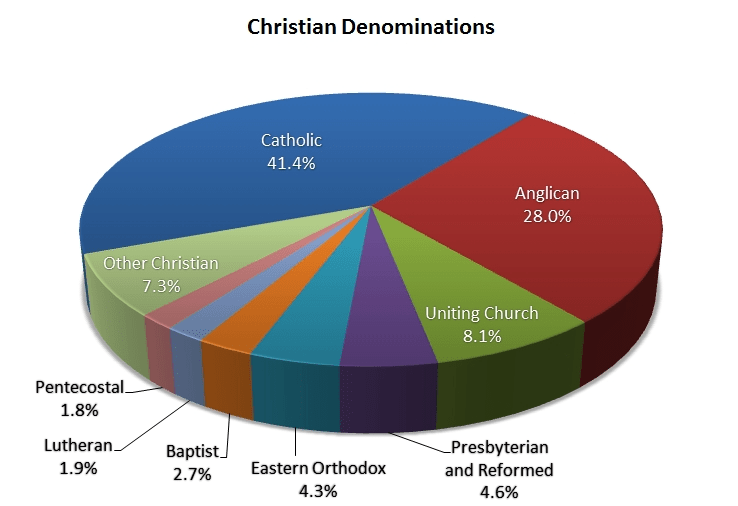 Christian Denominations
Catholic
41.4%
Anglican
28.0%
Other Christian
7.3%
Uniting Church
8.1%
Pentecostal
1.8%
Lutheran
1.9%
Baptist
2.7%
Eastern Orthodox
4.3%
Presbyterian
and Reformed
4.6%